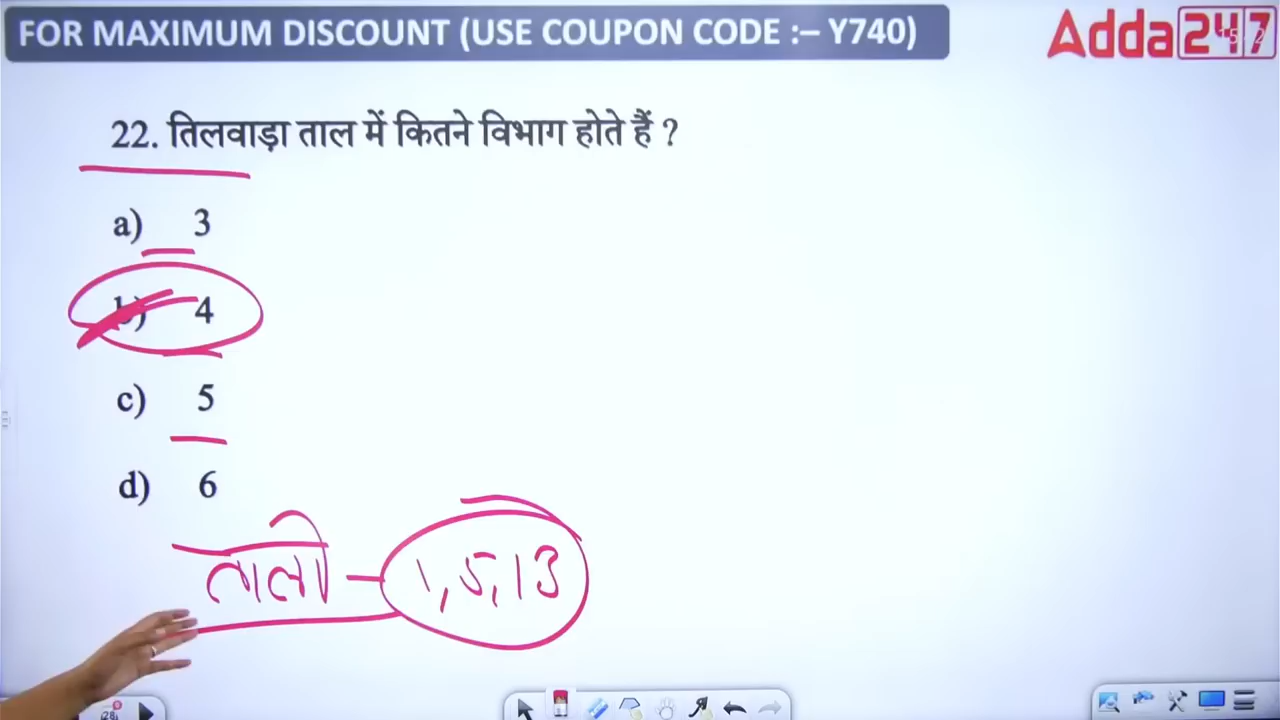 FOR MAXIMUM DISCOUNT (USE COUPON CODE :– Y740)
Adda247
22. तिलवाड़ा ताल में कितने विभाग होते हैं ?
a) 3
b) 4
c) 5
d) 6
ताली – 1, 5, 13